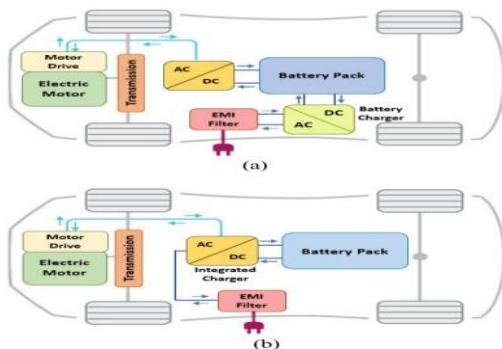 Motor
Drive
Electric
Motor
Transmission
AC
DC
Battery Pack
EMI
Filter
DC
AC
Battery
Charger
(a)
Motor
Drive
Electric
Motor
Transmission
AC
DC
Integrated
Charger
Battery Pack
EMI
Filter
(b)